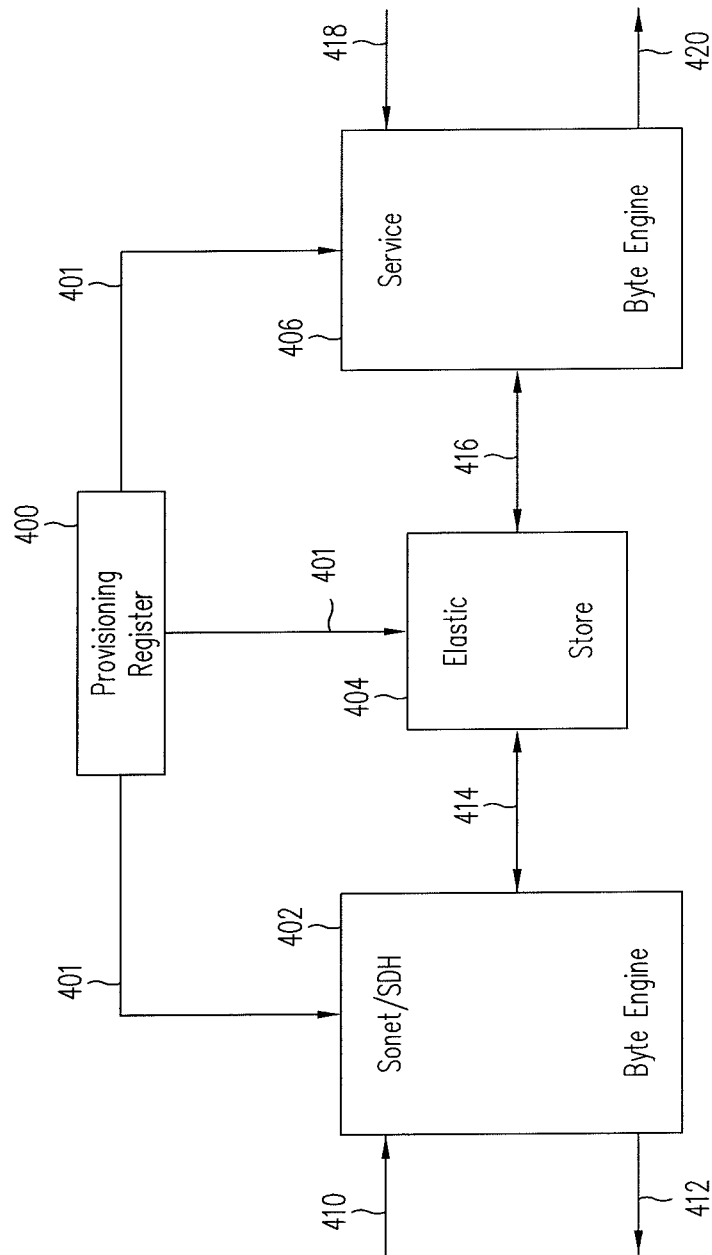 400
Provisioning
Register
401
401
401
402
Sonet/SDH
Byte Engine
404
Elastic
Store
406
Service
Byte Engine
410
412
414
416
418
420